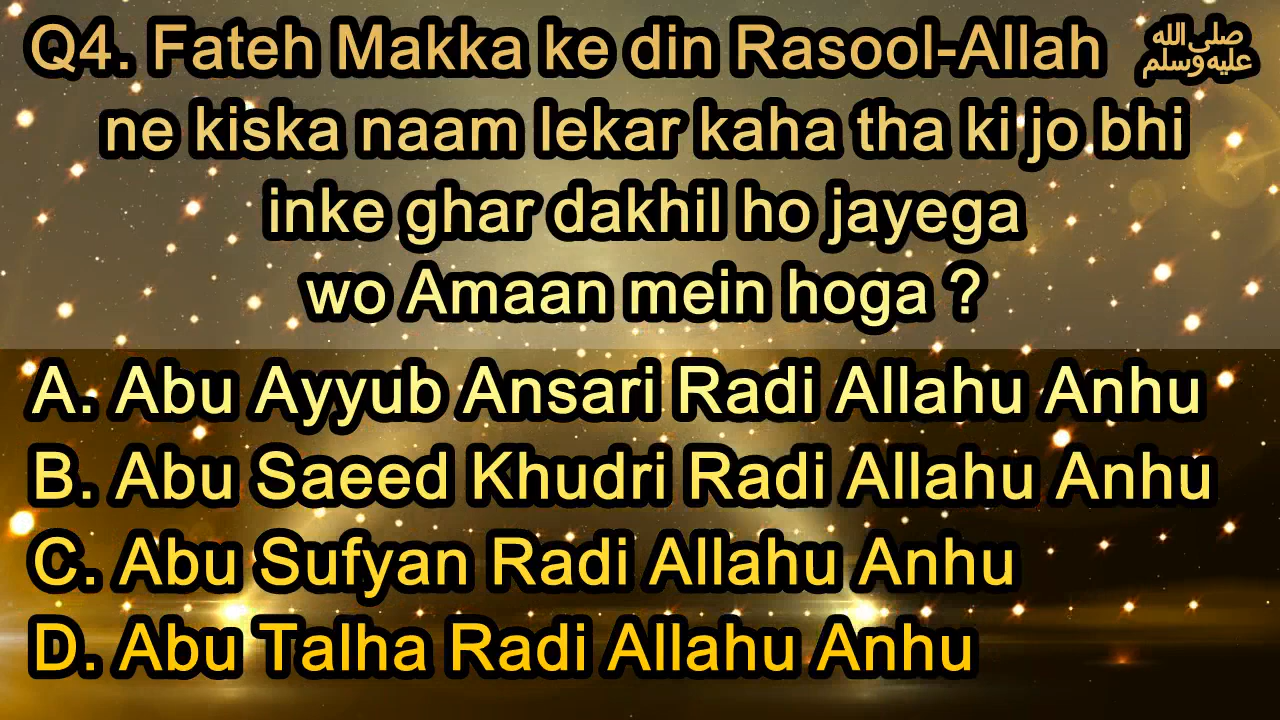 Q4. Fateh Makka ke din Rasool-Allah ﷺ
ne kiska naam lekar kaha tha ki jo bhi
inke ghar dakhil ho jayega
wo Amaan mein hoga ?
A. Abu Ayyub Ansari Radi Allahu Anhu
B. Abu Saeed Khudri Radi Allahu Anhu
C. Abu Sufyan Radi Allahu Anhu
D. Abu Talha Radi Allahu Anhu